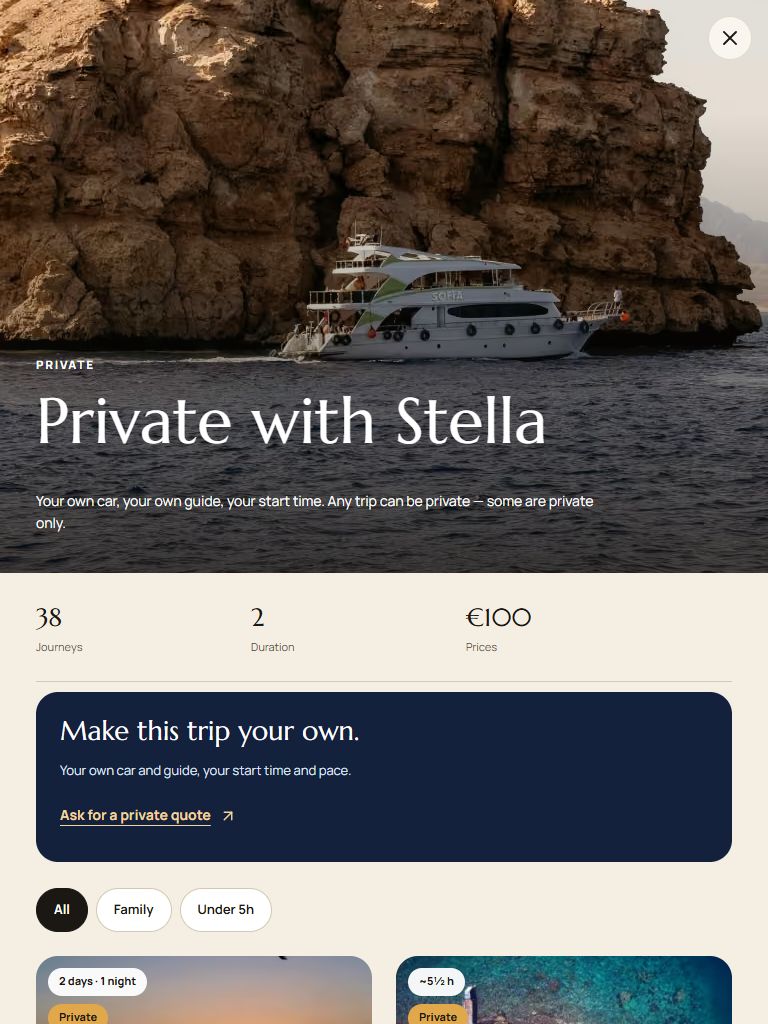 SOFIA
PRIVATE
Private with Stella
Your own car, your own guide, your start time. Any trip can be private — some are private
only.
38
Journeys
2
Duration
€100
Prices
Make this trip your own.
Your own car and guide, your start time and pace.
Ask for a private quote
All
Family
Under 5h
2 days · 1 night
Private
~5½ h
Private